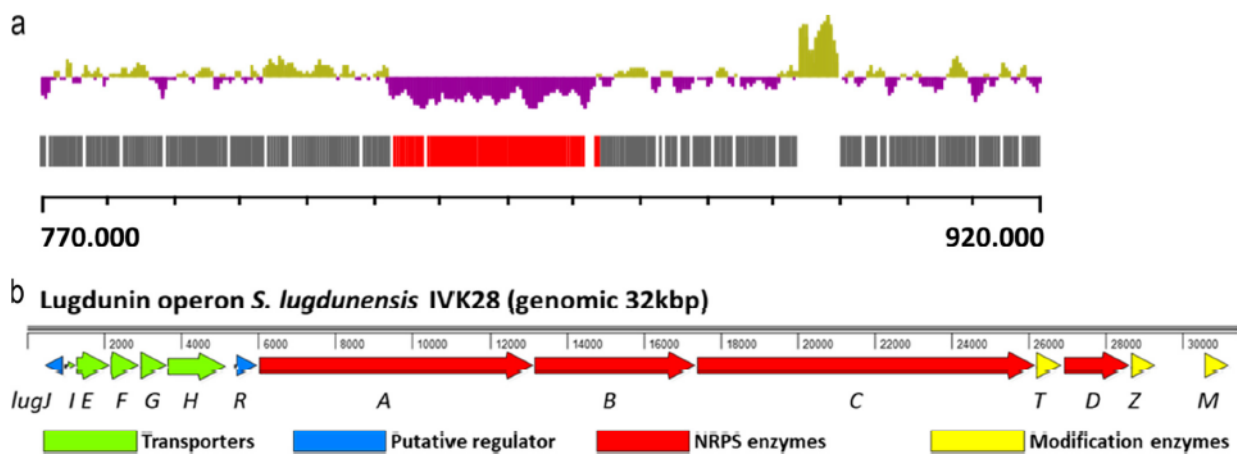 a
770.000 920.000
b Lugdunin operon S. lugdunensis IVK28 (genomic 32kbp)
2000 4000 6000 8000 10000 12000 14000 16000 18000 20000 22000 24000 26000 28000 30000
lugJ I E F G H R A B C T D Z M
Transporters Putative regulator NRPS enzymes Modification enzymes